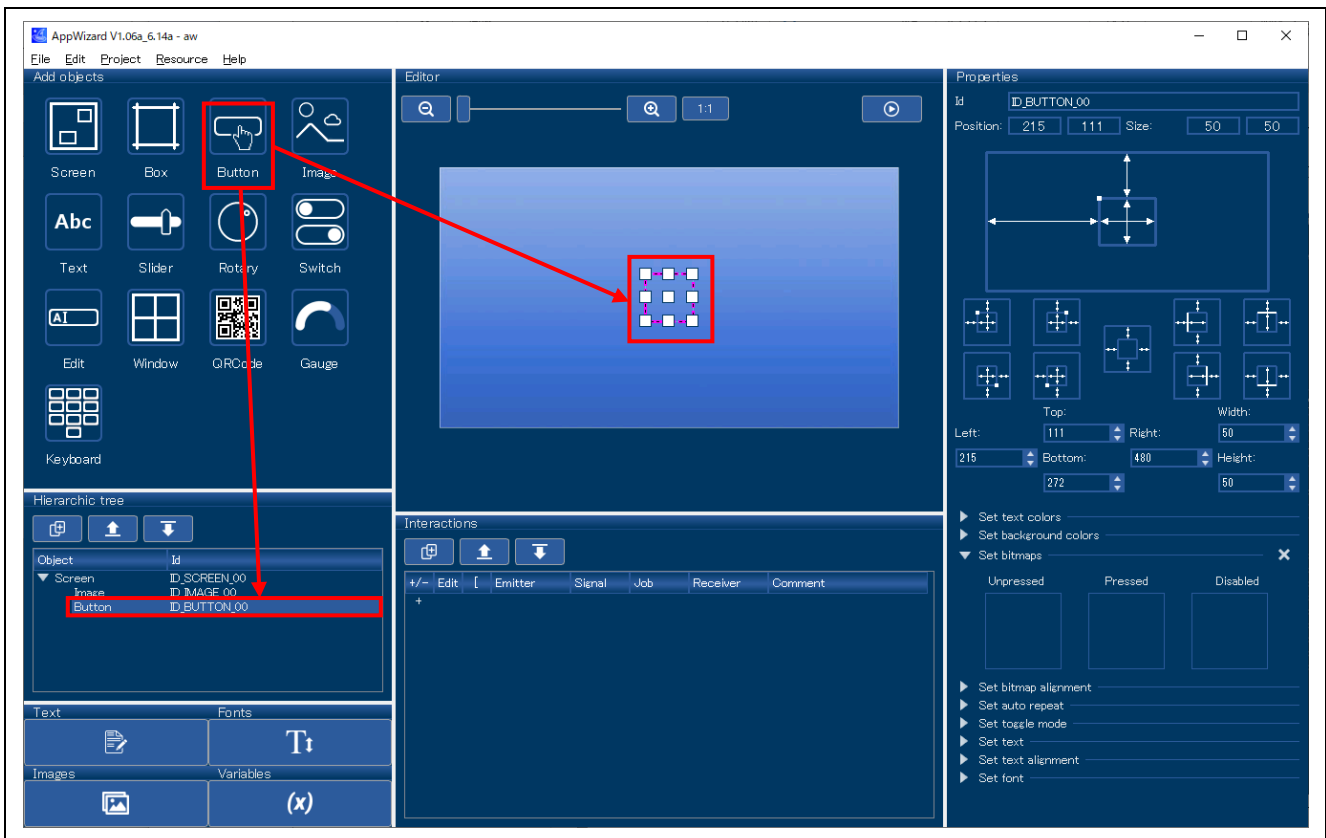 AppWizard V1.06a_6.14a - aw
File Edit Project Resource Help
Add objects
Screen Box Button Image
Abc
Text Slider Rotary Switch
AI
Edit Window QRCode Gauge
Keyboard
Hierarchic tree
Object Id
Screen ID_SCREEN_00
Image ID_IMAGE_00
Button ID_BUTTON_00
Text Fonts
T
Images Variables
(x)
Editor
1:1
Interactions
+/- Edit [ Emitter Signal Job Receiver Comment
+
Properties
Id ID_BUTTON_00
Position: 215 111 Size: 50 50
Top: Width:
Left: 111 Right: 50
215 Bottom: 480 Height:
272 50
Set text colors
Set background colors
Set bitmaps
Unpressed Pressed Disabled
Set bitmap alignment
Set auto repeat
Set toggle mode
Set text
Set text alignment
Set font